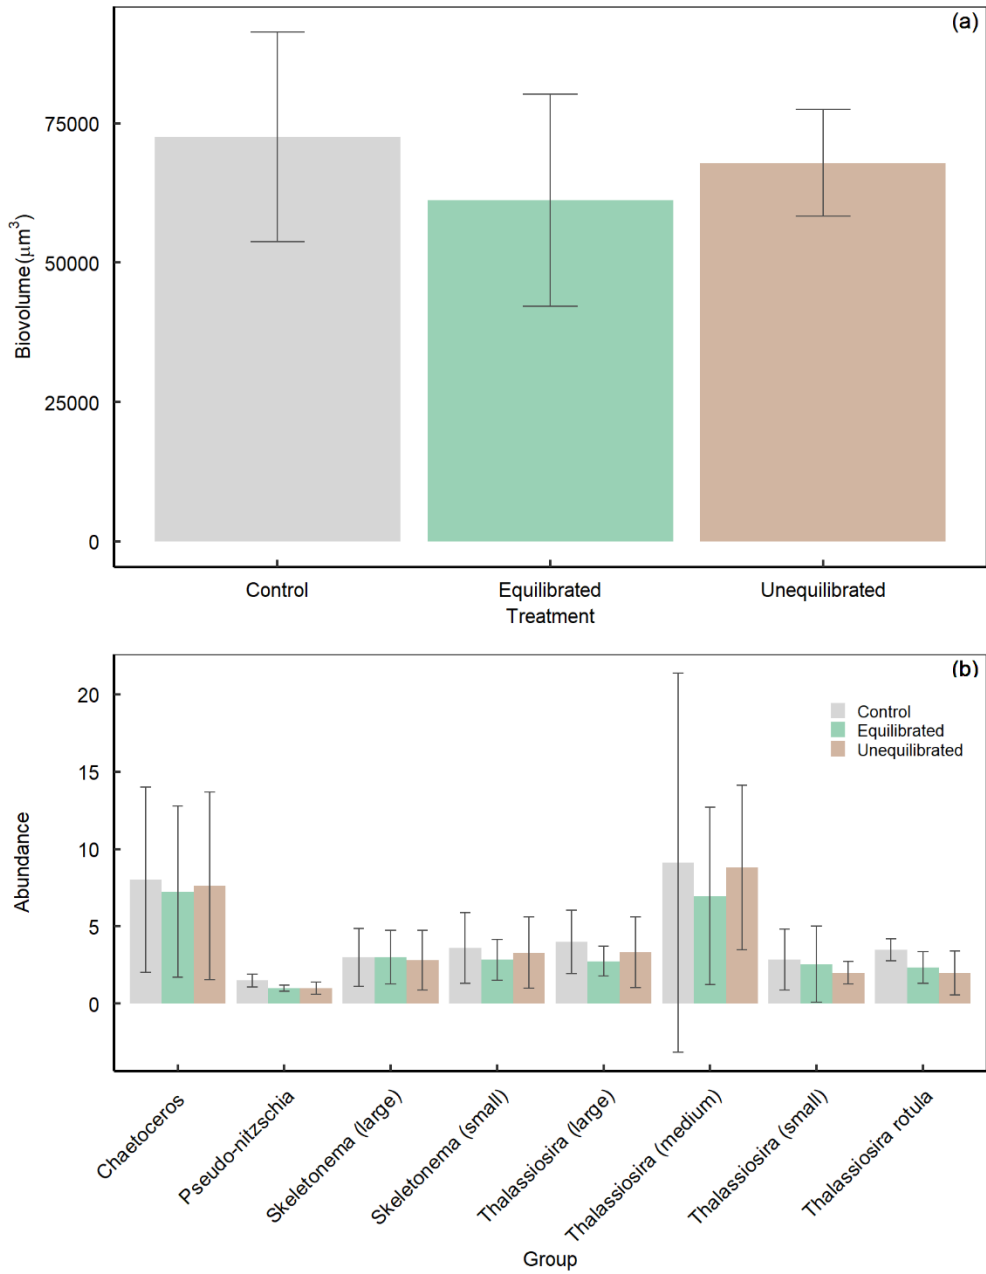 (a)
75000
50000
25000
0
Biovolume (μm³)
Control
Equilibrated
Unequilibrated
Treatment
(b)
20
15
10
5
0
Abundance
Control
Equilibrated
Unequilibrated
Chaetoceros
Pseudo-nitzschia
Skeletonema (large)
Skeletonema (small)
Thalassiosira (large)
Thalassiosira (medium)
Thalassiosira (small)
Thalassiosira rotula
Group